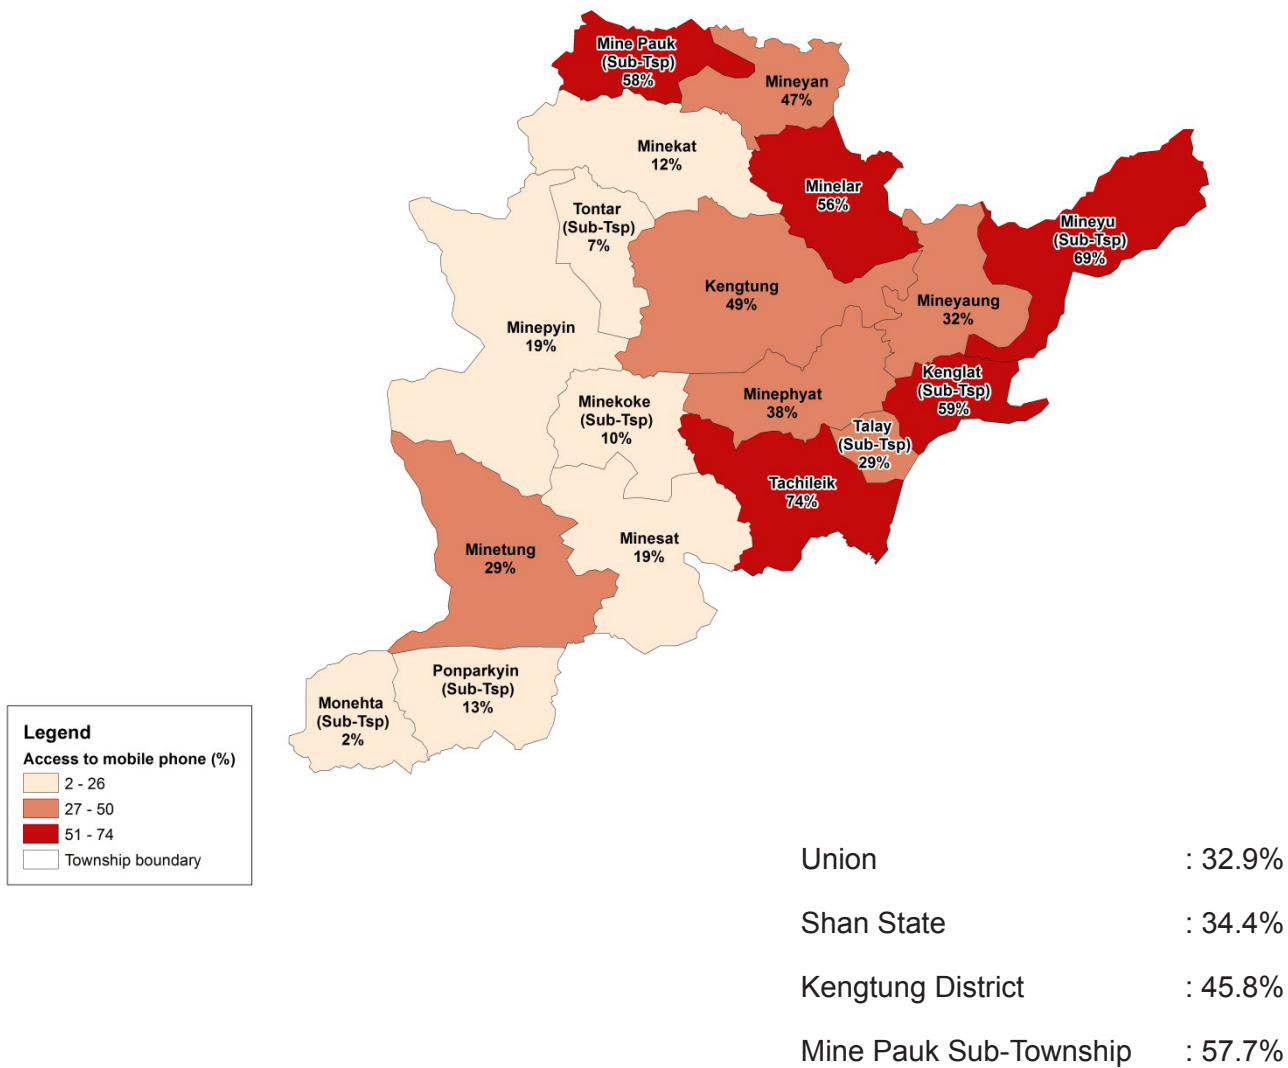 Mine Pauk
(Sub-Tsp)
58%
Mineyan
47%
Minekat
12%
Minelar
56%
Tontar
(Sub-Tsp)
7%
Mineyu
(Sub-Tsp)
69%
Kengtung
49%
Mineyaung
32%
Minepyin
19%
Kenglat
(Sub-Tsp)
59%
Minekoke
(Sub-Tsp)
10%
Minephyat
38%
Talay
(Sub-Tsp)
29%
Tachileik
74%
Minetung
29%
Minesat
19%
Ponparkyin
(Sub-Tsp)
13%
Monehta
(Sub-Tsp)
2%
Legend
Access to mobile phone (%)
2 - 26
27 - 50
51 - 74
Township boundary
Union : 32.9%
Shan State : 34.4%
Kengtung District : 45.8%
Mine Pauk Sub-Township : 57.7%